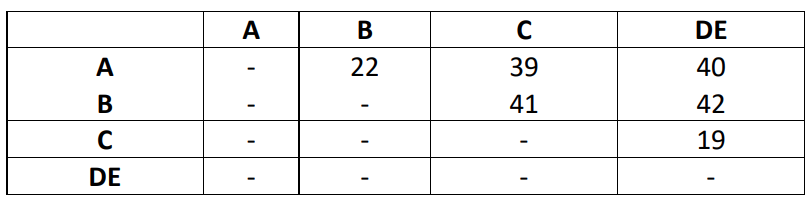 A B C DE
A - 22 39 40
B - - 41 42
C - - - 19
DE - - - -